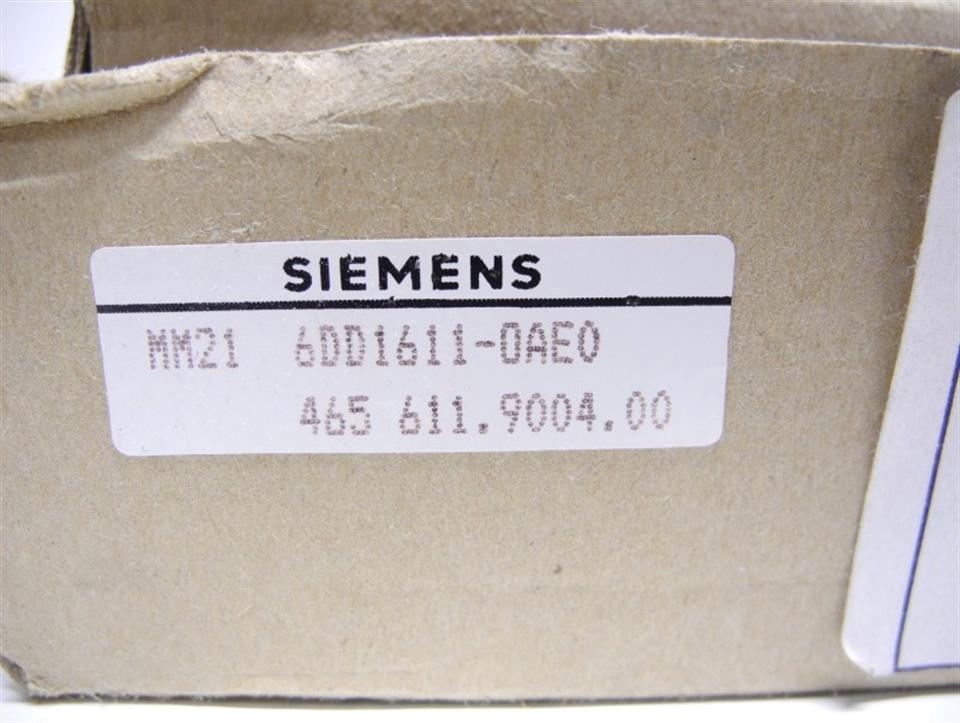 SIEMENS
MM21 6DD1611-0AE0
465 611.9004.00